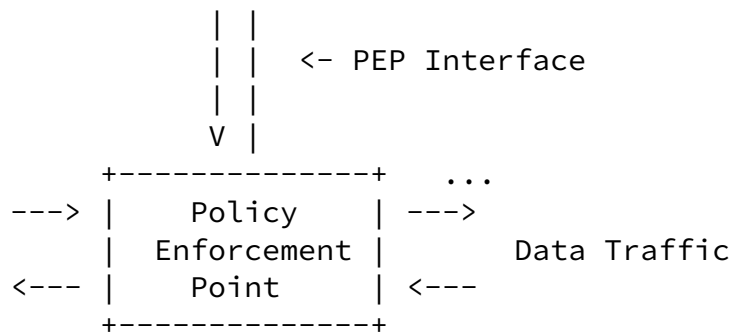 | |
| |  <- PEP Interface
| |
V |
+--------------+   ...
---> |    Policy    | --->
|  Enforcement |      Data Traffic
<--- |    Point     | <---
+--------------+